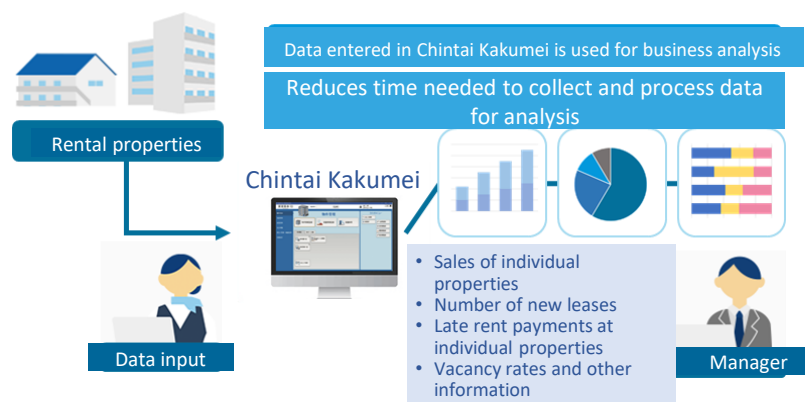 Data entered in Chintai Kakumei is used for business analysis
Reduces time needed to collect and process data
for analysis
Rental properties
Chintai Kakumei
Data input
• Sales of individual
properties
• Number of new leases
• Late rent payments at
individual properties
• Vacancy rates and other
information
Manager